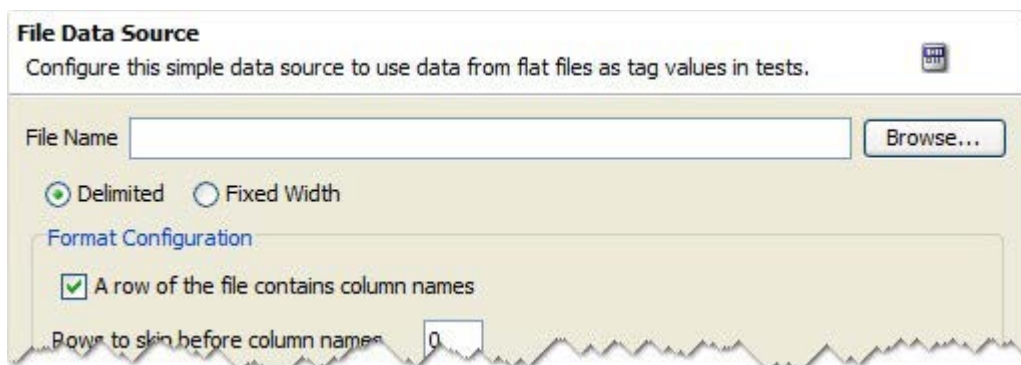 File Data Source
Configure this simple data source to use data from flat files as tag values in tests.
File Name Browse...
Delimited Fixed Width
Format Configuration
A row of the file contains column names
Rows to skip before column names 0